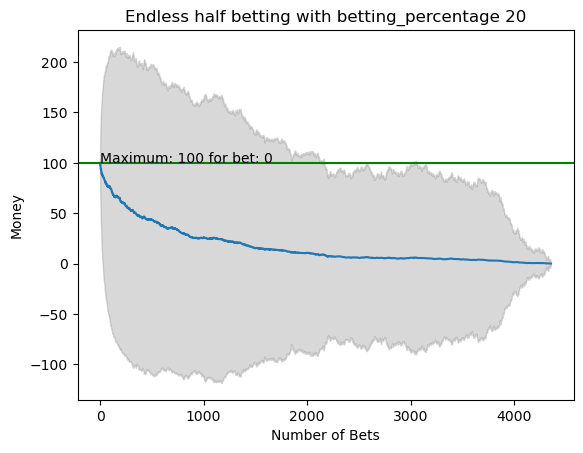 Endless half betting with betting_percentage 20
200
150
Maximum: 100 for bet: 0
100
50
0
−50
−100
Money
0 1000 2000 3000 4000
Number of Bets